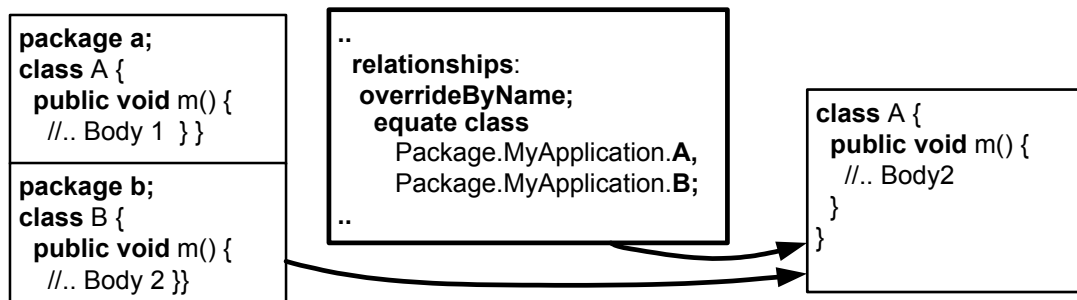 package a;
class A {
public void m() {
//.. Body 1 } }
package b;
class B {
public void m() {
//.. Body 2 }}
..
relationships:
overrideByName;
equate class
Package.MyApplication.A,
Package.MyApplication.B;
..
class A {
public void m() {
//.. Body2
}
}